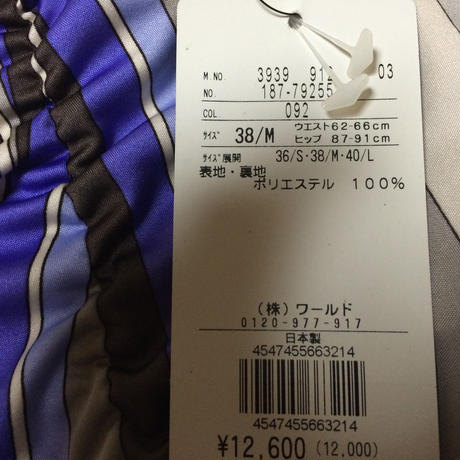 M.NO. 3939 912 03
NO. 187-79255
COL. 092
サイズ 38/M ウエスト62-66cm
ヒップ 87-91cm
サイズ展開 36/S・38/M・40/L
表地・裏地
ポリエステル 100%
(株)ワールド
0120-977-917
日本製
4547455663214
4547455663214
¥12,600 (12,000)